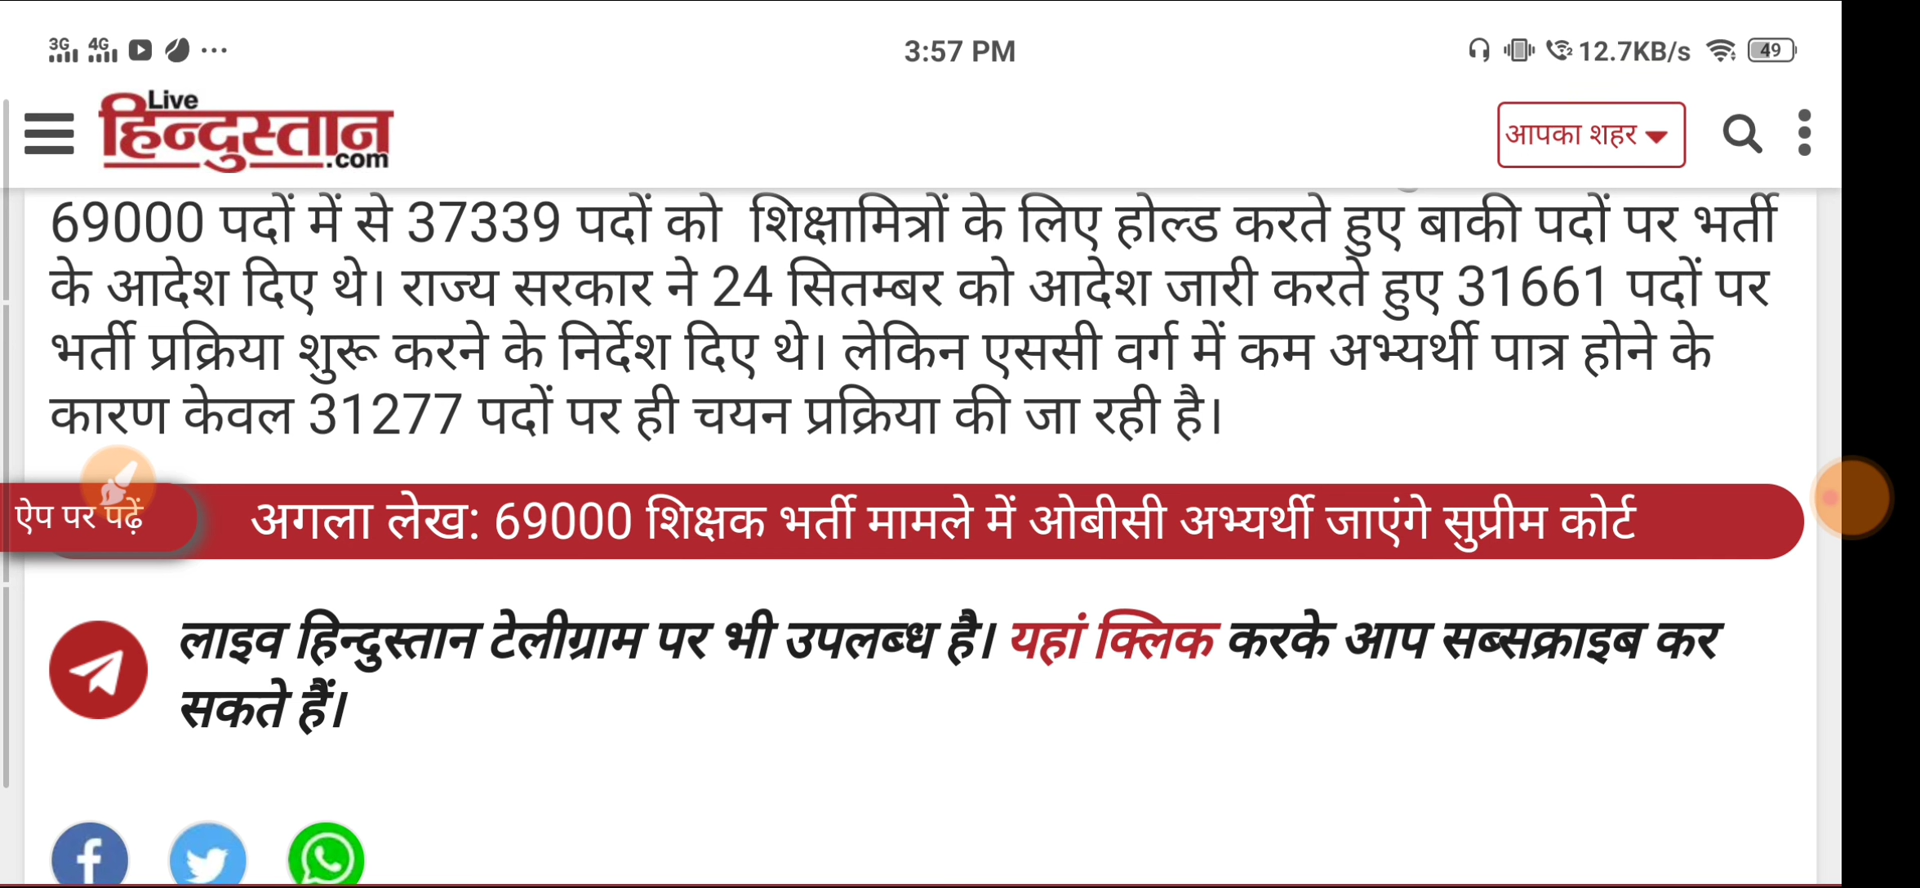 3G 4G ... 3:57 PM 12.7KB/s 49
Live
हिन्दुस्तान
.com
आपका शहर
69000 पदों में से 37339 पदों को शिक्षामित्रों के लिए होल्ड करते हुए बाकी पदों पर भर्ती
के आदेश दिए थे। राज्य सरकार ने 24 सितम्बर को आदेश जारी करते हुए 31661 पदों पर
भर्ती प्रक्रिया शुरू करने के निर्देश दिए थे। लेकिन एससी वर्ग में कम अभ्यर्थी पात्र होने के
कारण केवल 31277 पदों पर ही चयन प्रक्रिया की जा रही है।
ऐप पर पढ़ें
अगला लेख: 69000 शिक्षक भर्ती मामले में ओबीसी अभ्यर्थी जाएंगे सुप्रीम कोर्ट
लाइव हिन्दुस्तान टेलीग्राम पर भी उपलब्ध है। यहां क्लिक करके आप सब्सक्राइब कर
सकते हैं।